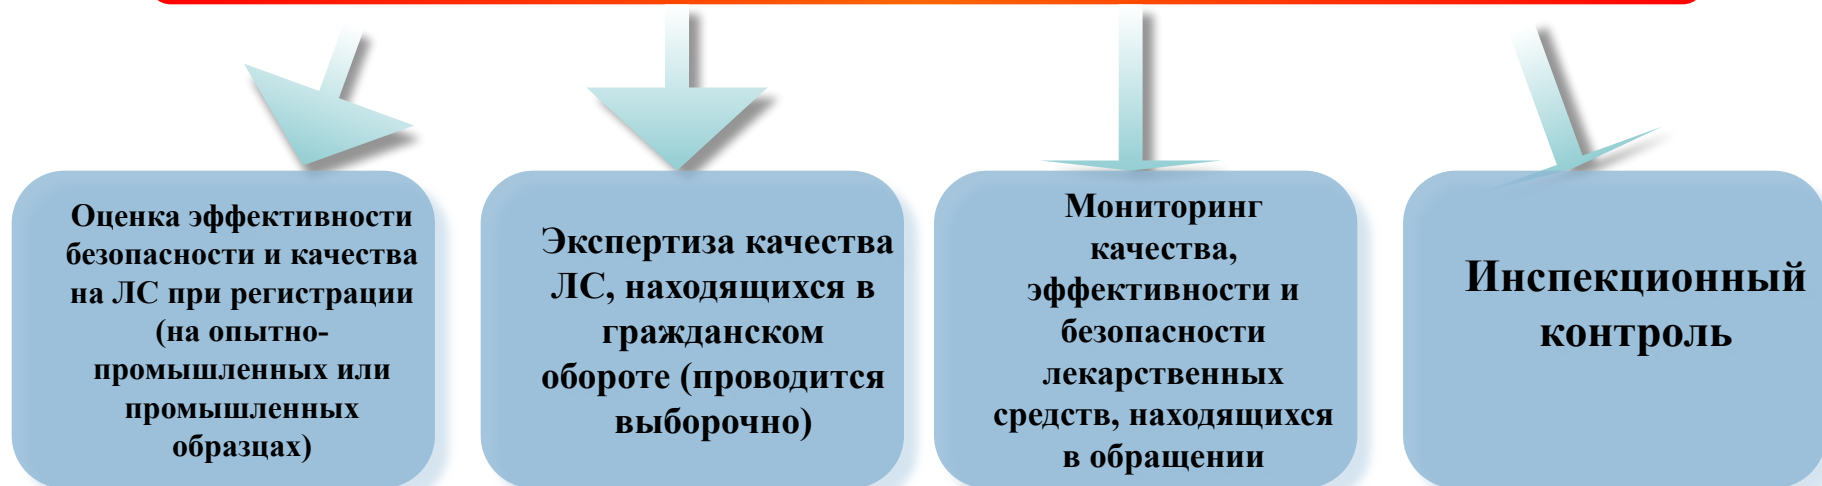 Оценка эффективности
безопасности и качества
на ЛС при регистрации
(на опытно-
промышленных или
промышленных
образцах)
Экспертиза качества
ЛС, находящихся в
гражданском
обороте (проводится
выборочно)
Мониторинг
качества,
эффективности и
безопасности
лекарственных
средств, находящихся
в обращении
Инспекционный
контроль